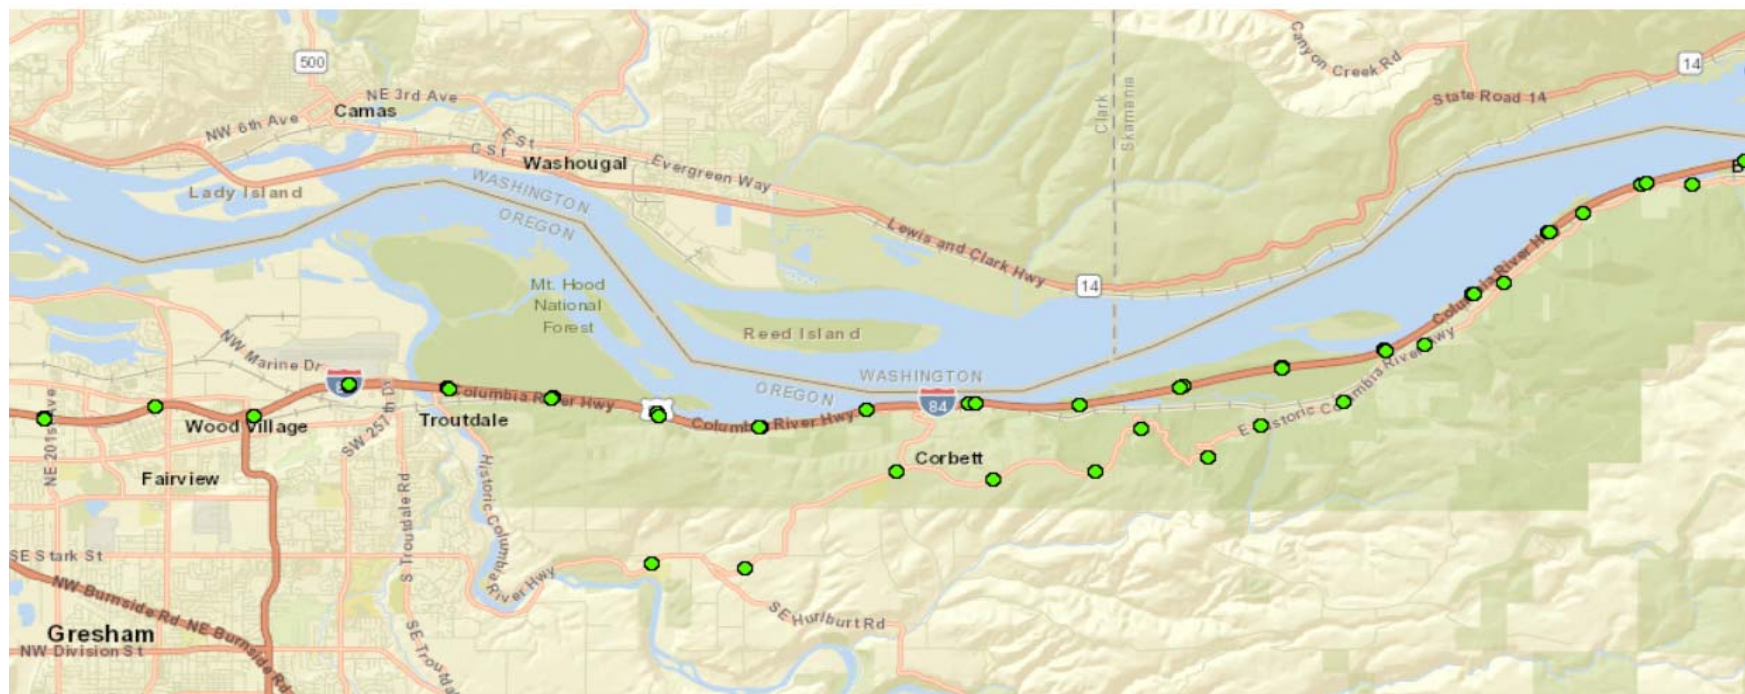 500
14
Canyon Creek Rd
NE 3rd Ave
State Road 14
Camas
NW 6th Ave
Clark
Skamania
E St
C St
Washougal
Evergreen Way
Lady Island
WASHINGTON
OREGON
Lewis and Clark Hwy
14
Mt. Hood
National
Forest
Reed Island
Columbia River
NW Marine Dr
WASHINGTON
OREGON
84
E Historic Columbia River Hwy
Columbia River Hwy
Columbia River Hwy
NE 201st Ave
Wood Village
SW 257th Dr
Troutdale
Fairview
Corbett
Historic Columbia
River Hwy
S Troutdale Rd
SE Stark St
NW Burnside Rd
NE Burnside Rd
SE Hurlburt Rd
Gresham
NW Division St